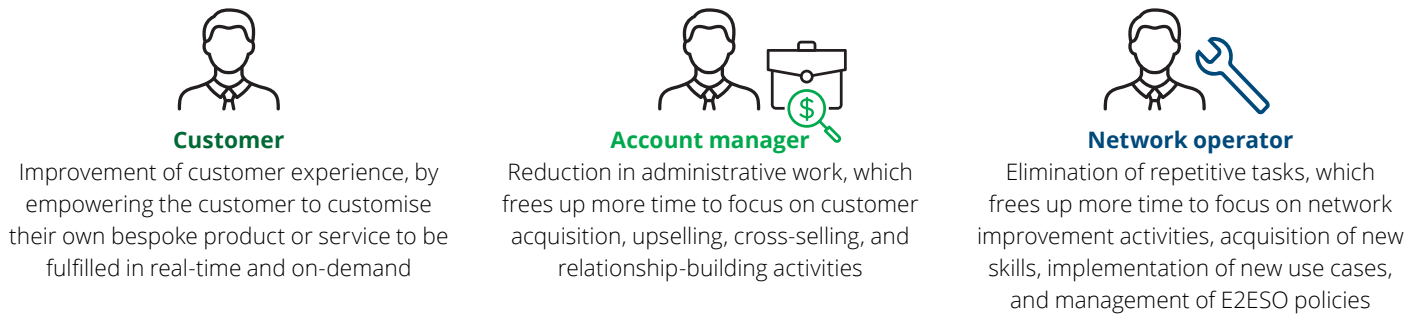 $
Customer
Improvement of customer experience, by
empowering the customer to customise
their own bespoke product or service to be
fulfilled in real-time and on-demand
Account manager
Reduction in administrative work, which
frees up more time to focus on customer
acquisition, upselling, cross-selling, and
relationship-building activities
Network operator
Elimination of repetitive tasks, which
frees up more time to focus on network
improvement activities, acquisition of new
skills, implementation of new use cases,
and management of E2ESO policies